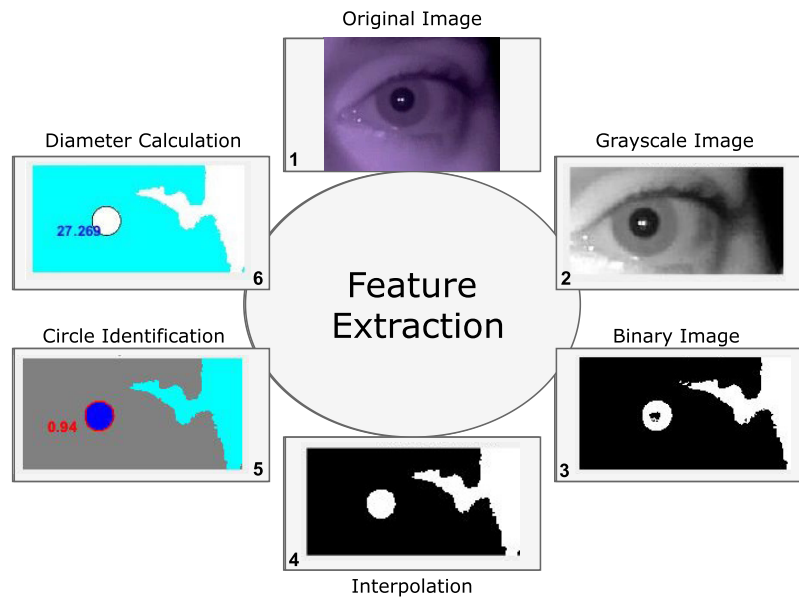 Original Image
1
Grayscale Image
2
Binary Image
3
4
Interpolation
Circle Identification
0.94
5
Diameter Calculation
27.269
6
Feature
Extraction